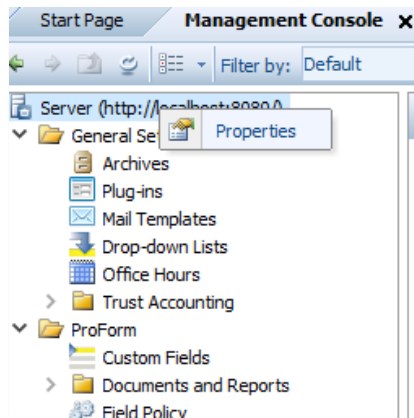 Start Page Management Console
Filter by: Default
Server (http://localhost:8080/)
Properties
General Se
Archives
Plug-ins
Mail Templates
Drop-down Lists
Office Hours
Trust Accounting
ProForm
Custom Fields
Documents and Reports
Field Policy